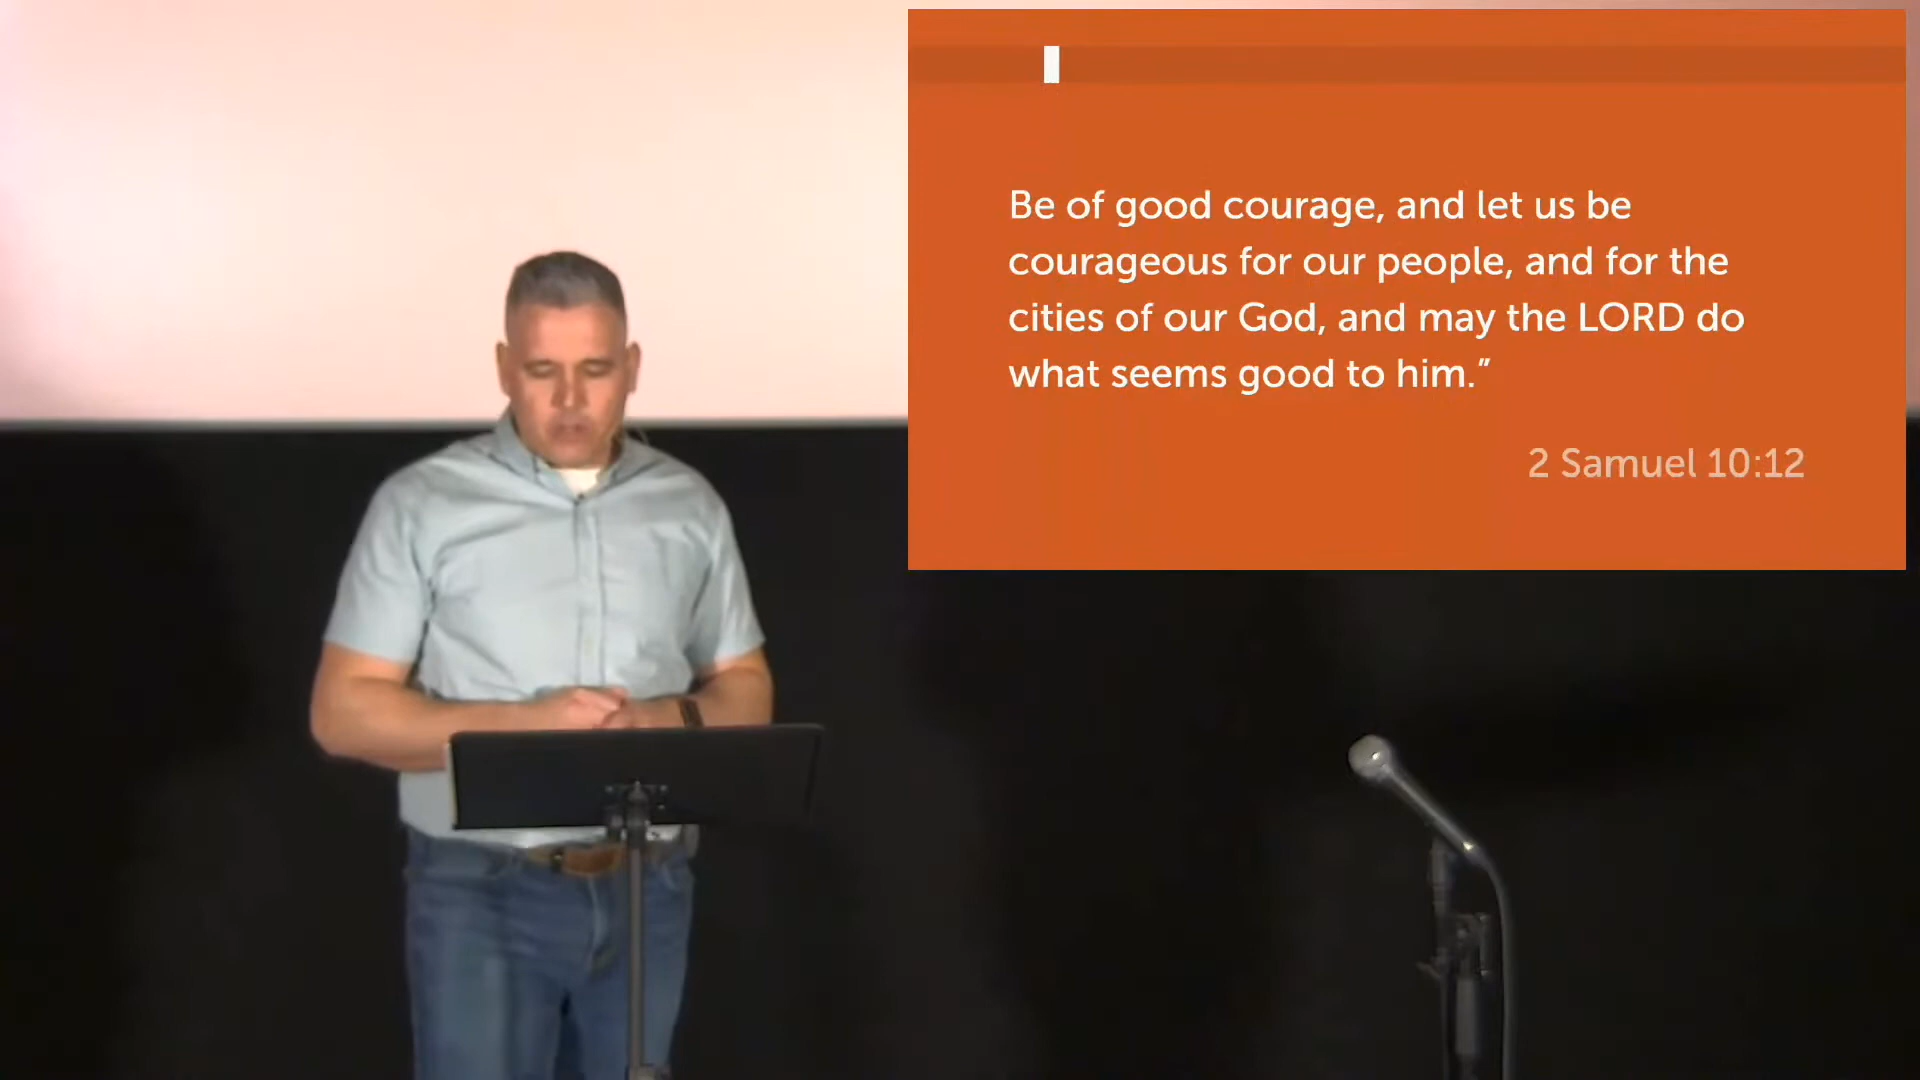 Be of good courage, and let us be
courageous for our people, and for the
cities of our God, and may the LORD do
what seems good to him.”
2 Samuel 10:12